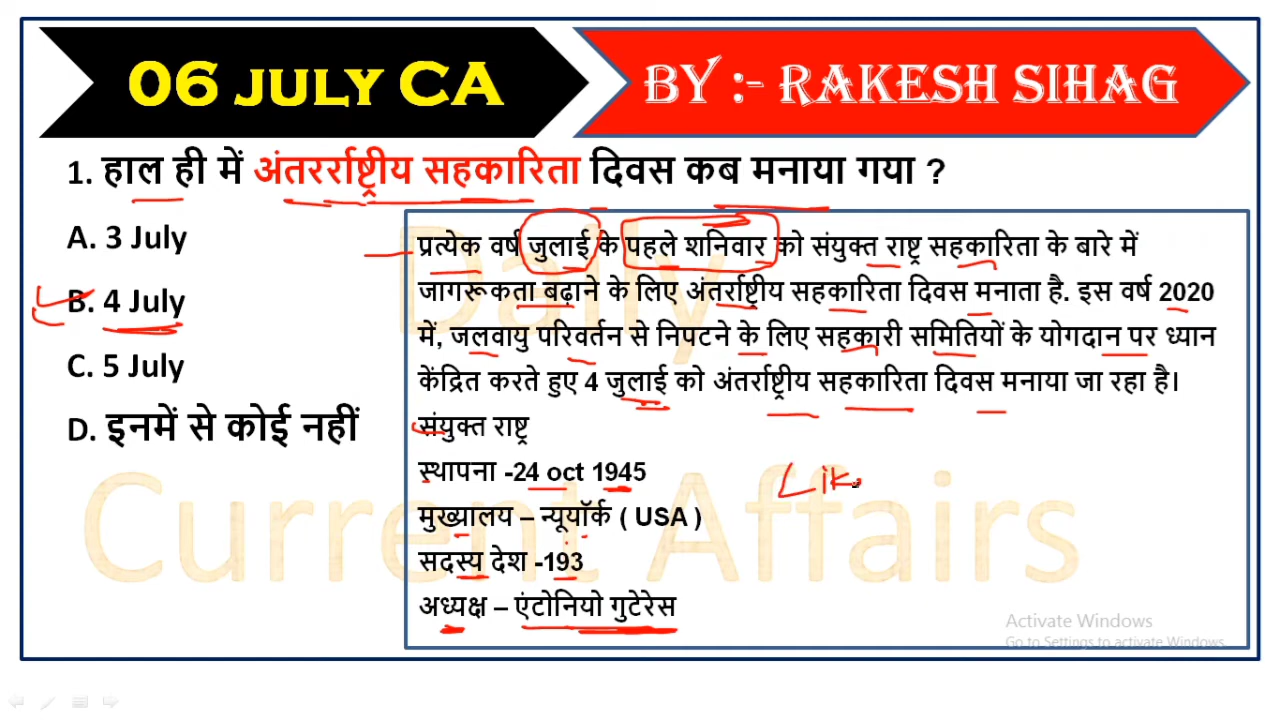 06 JULY CA
BY :- RAKESH SIHAG
1. हाल ही में अंतरर्राष्ट्रीय सहकारिता दिवस कब मनाया गया ?
A. 3 July
B. 4 July
C. 5 July
D. इनमें से कोई नहीं
प्रत्येक वर्ष जुलाई के पहले शनिवार को संयुक्त राष्ट्र सहकारिता के बारे में
जागरूकता बढ़ाने के लिए अंतर्राष्ट्रीय सहकारिता दिवस मनाता है. इस वर्ष 2020
में, जलवायु परिवर्तन से निपटने के लिए सहकारी समितियों के योगदान पर ध्यान
केंद्रित करते हुए 4 जुलाई को अंतर्राष्ट्रीय सहकारिता दिवस मनाया जा रहा है।
संयुक्त राष्ट्र
स्थापना -24 oct 1945
मुख्यालय – न्यूयॉर्क ( USA )
सदस्य देश -193
अध्यक्ष – एंटोनियो गुटेरेस
Lik
Daily
Current Affairs
Activate Windows
Go to Settings to activate Windows.